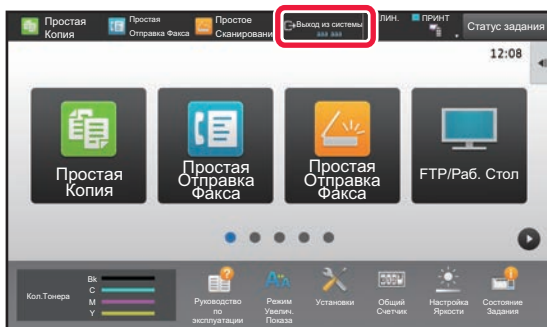 Простая
Копия
Простая
Отправка Факса
Простое
Сканировани
Выход из системы
aaa aaa
ЛИН.
ПРИНТ
Статус задания
12:08
Простая
Копия
Простая
Отправка
Факса
Простая
Отправка
Факса
FTP/Раб. Стол
Кол.Тонера
Bk
C
M
Y
Руководство
по
эксплуатации
Режим
Увелич.
Показа
Установки
Общий
Счетчик
Настройка
Яркости
Состояние
Задания